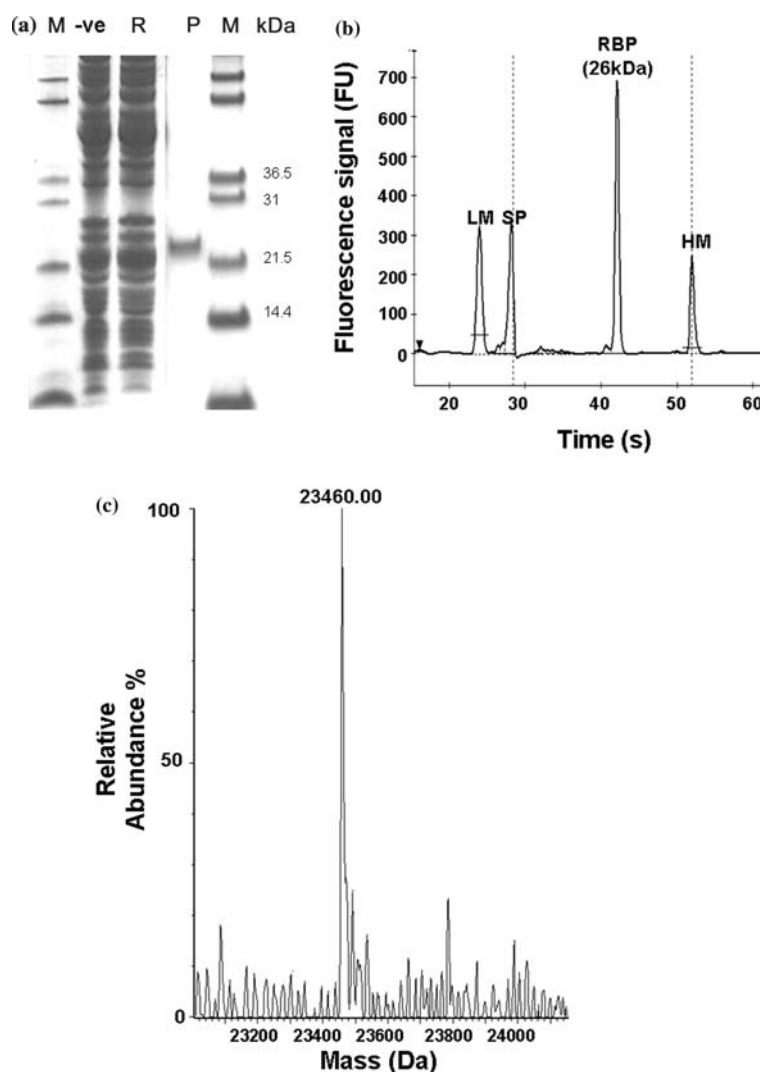 (a) M -ve R P M kDa
36.5
31
21.5
14.4
(b)
RBP
(26kDa)
LM SP
HM
Fluorescence signal (FU)
700
600
500
400
300
200
100
0
20 30 40 50 60
Time (s)
(c)
23460.00
100
50
0
Relative
Abundance %
23200 23400 23600 23800 24000
Mass (Da)